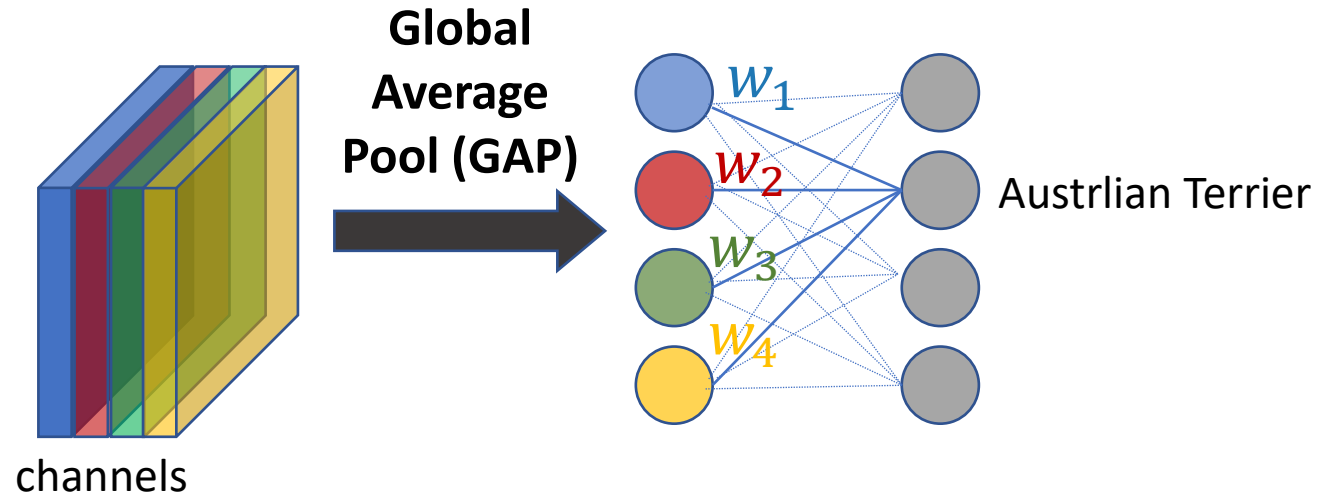 Global
Average
Pool (GAP)
w₁
w₂
w₃
w₄
Austrlian Terrier
channels